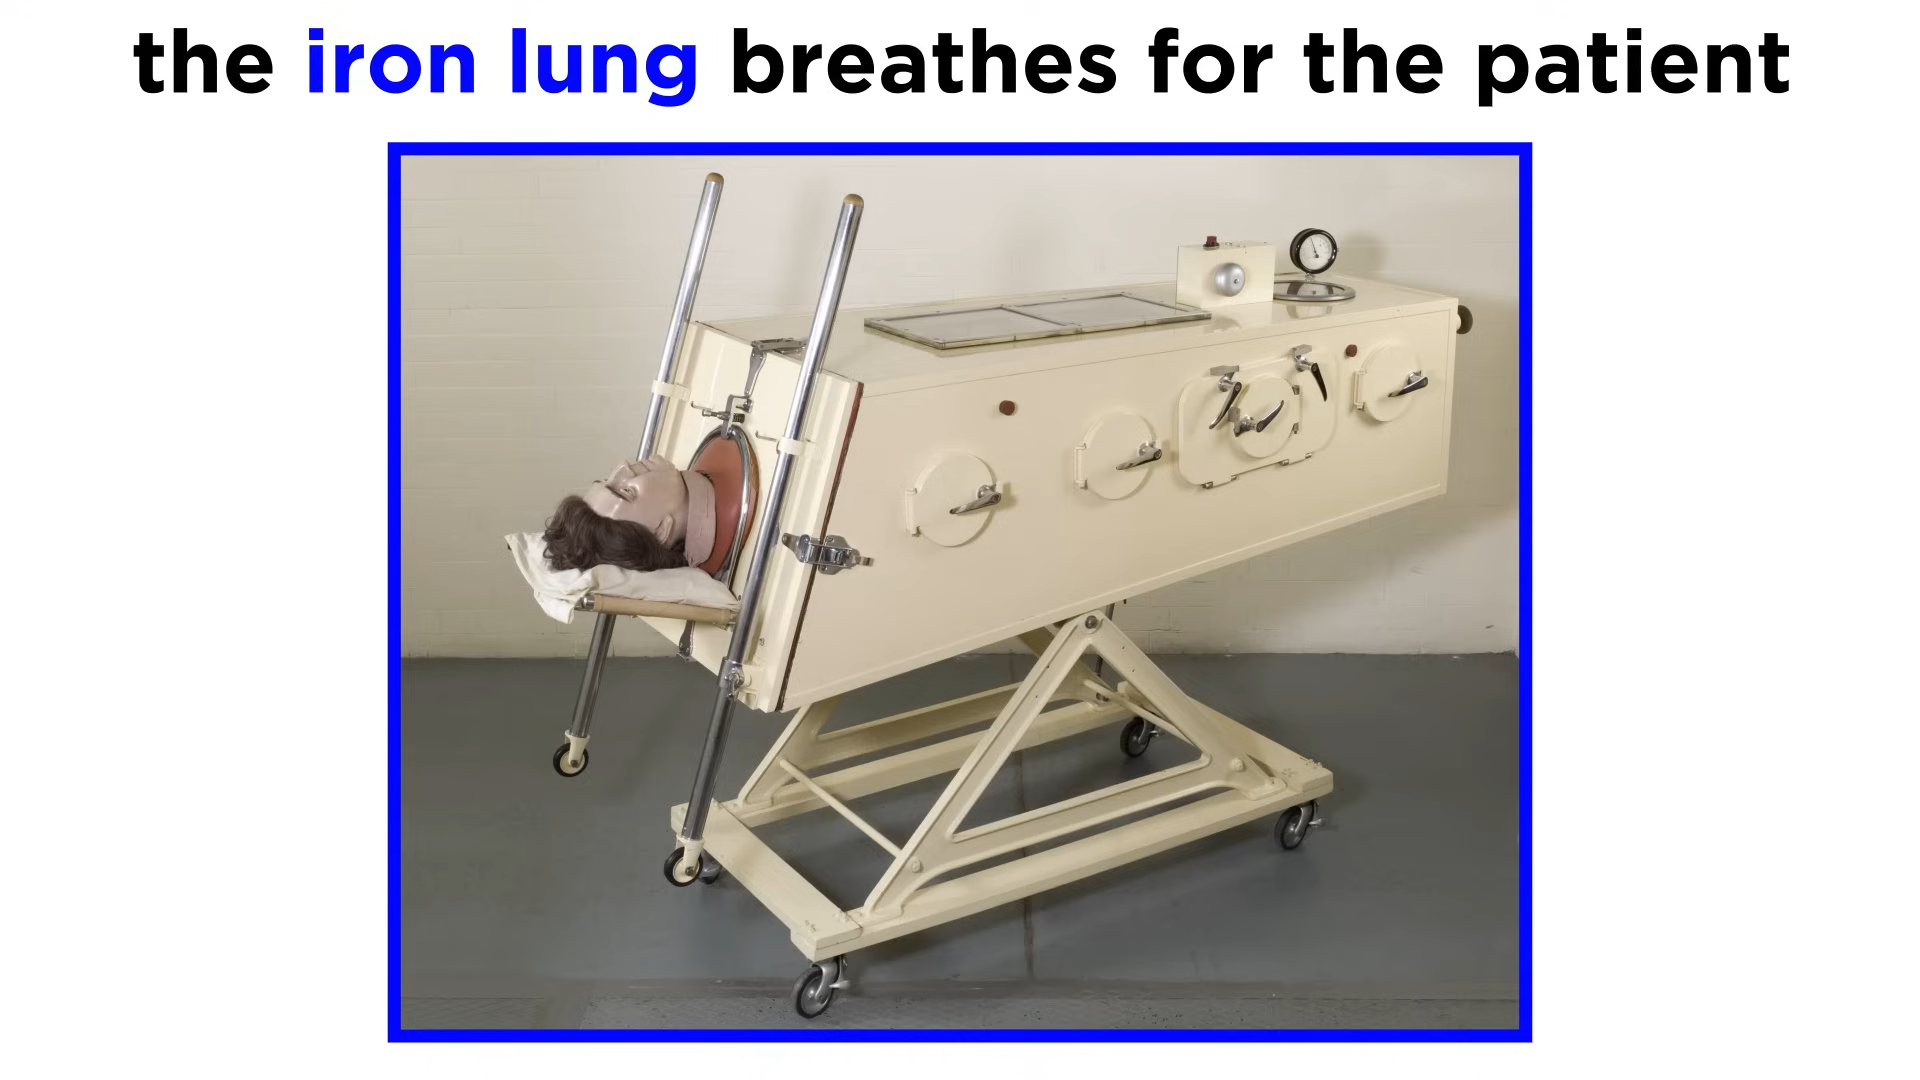 the iron lung breathes for the patient